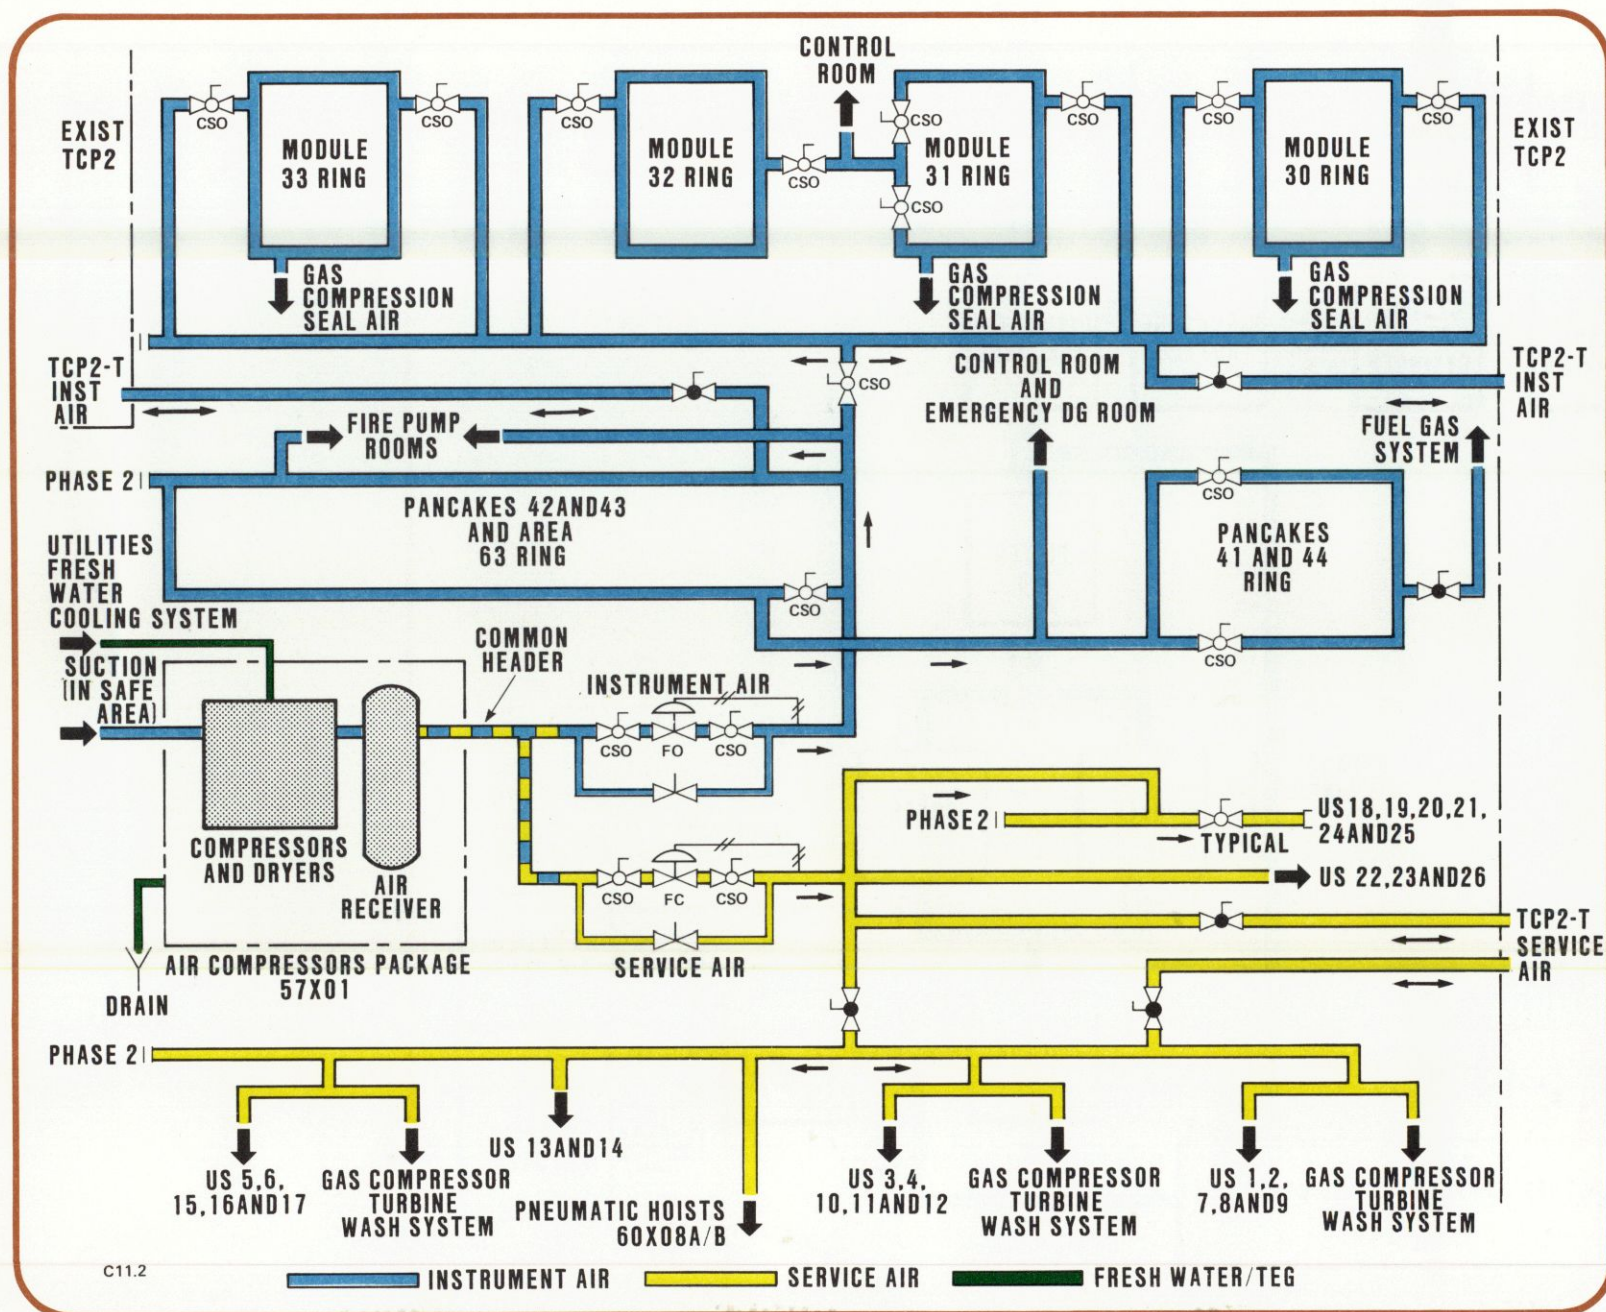 CONTROL
ROOM
EXIST
TCP2
CSO
CSO
MODULE
33 RING
CSO
MODULE
32 RING
CSO
CSO
CSO
MODULE
31 RING
CSO
CSO
MODULE
30 RING
CSO
EXIST
TCP2
GAS
COMPRESSION
SEAL AIR
GAS
COMPRESSION
SEAL AIR
GAS
COMPRESSION
SEAL AIR
TCP2-T
INST
AIR
CSO
CONTROL ROOM
AND
EMERGENCY DG ROOM
TCP2-T
INST
AIR
FIRE PUMP
ROOMS
FUEL GAS
SYSTEM
PHASE 2
PANCAKES 42AND43
AND AREA
63 RING
CSO
PANCAKES
41 AND 44
RING
CSO
CSO
UTILITIES
FRESH
WATER
COOLING SYSTEM
SUCTION
(IN SAFE
AREA)
COMMON
HEADER
INSTRUMENT AIR
CSO
FO
CSO
COMPRESSORS
AND DRYERS
AIR
RECEIVER
AIR COMPRESSORS PACKAGE
57X01
DRAIN
CSO
FC
CSO
SERVICE AIR
PHASE2
TYPICAL
US18,19,20,21,
24AND25
US 22,23AND26
TCP2-T
SERVICE
AIR
PHASE 2
US 5,6,
15,16AND17
GAS COMPRESSOR
TURBINE
WASH SYSTEM
US 13AND14
PNEUMATIC HOISTS
60X08A/B
US 3,4,
10,11AND12
GAS COMPRESSOR
TURBINE
WASH SYSTEM
US 1,2,
7,8AND9
GAS COMPRESSOR
TURBINE
WASH SYSTEM
C11.2
INSTRUMENT AIR
SERVICE AIR
FRESH WATER/TEG